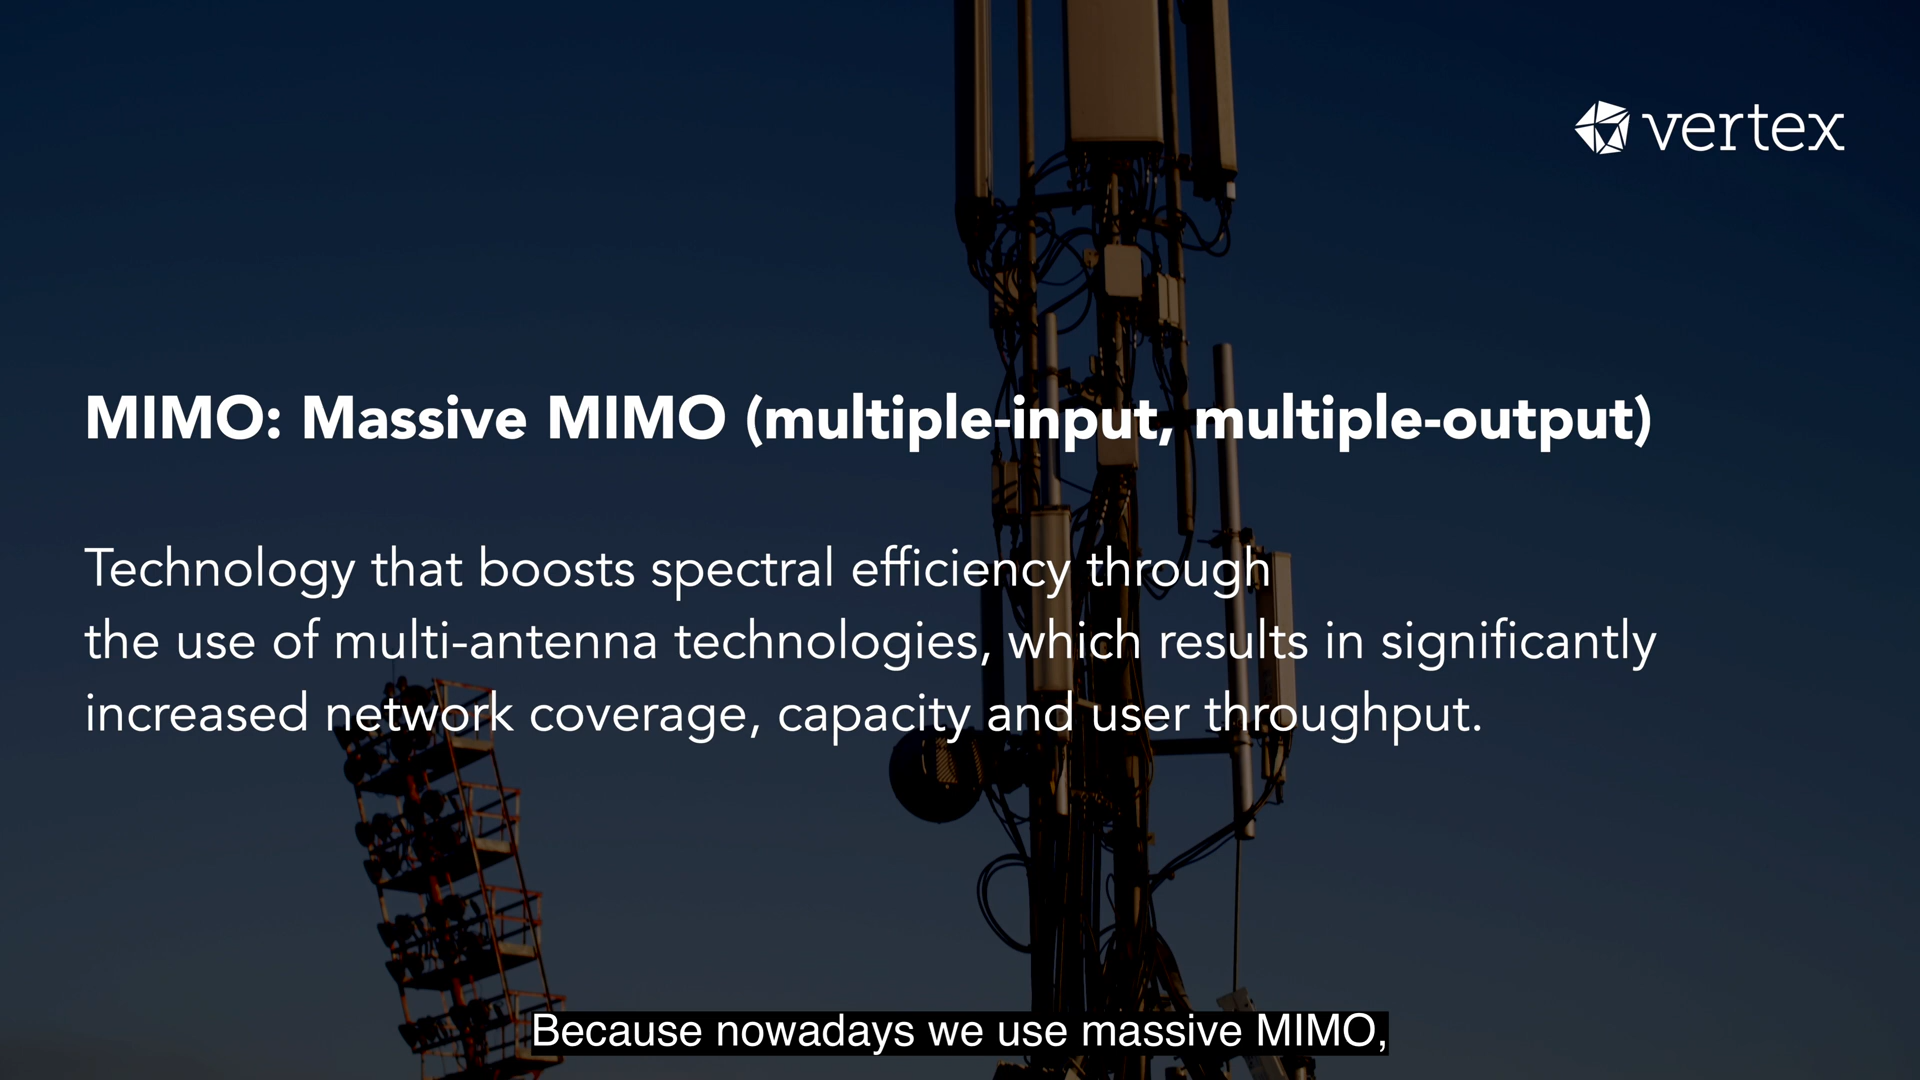 vertex
MIMO: Massive MIMO (multiple-input, multiple-output)
Technology that boosts spectral efficiency through
the use of multi-antenna technologies, which results in significantly
increased network coverage, capacity and user throughput.
Because nowadays we use massive MIMO,